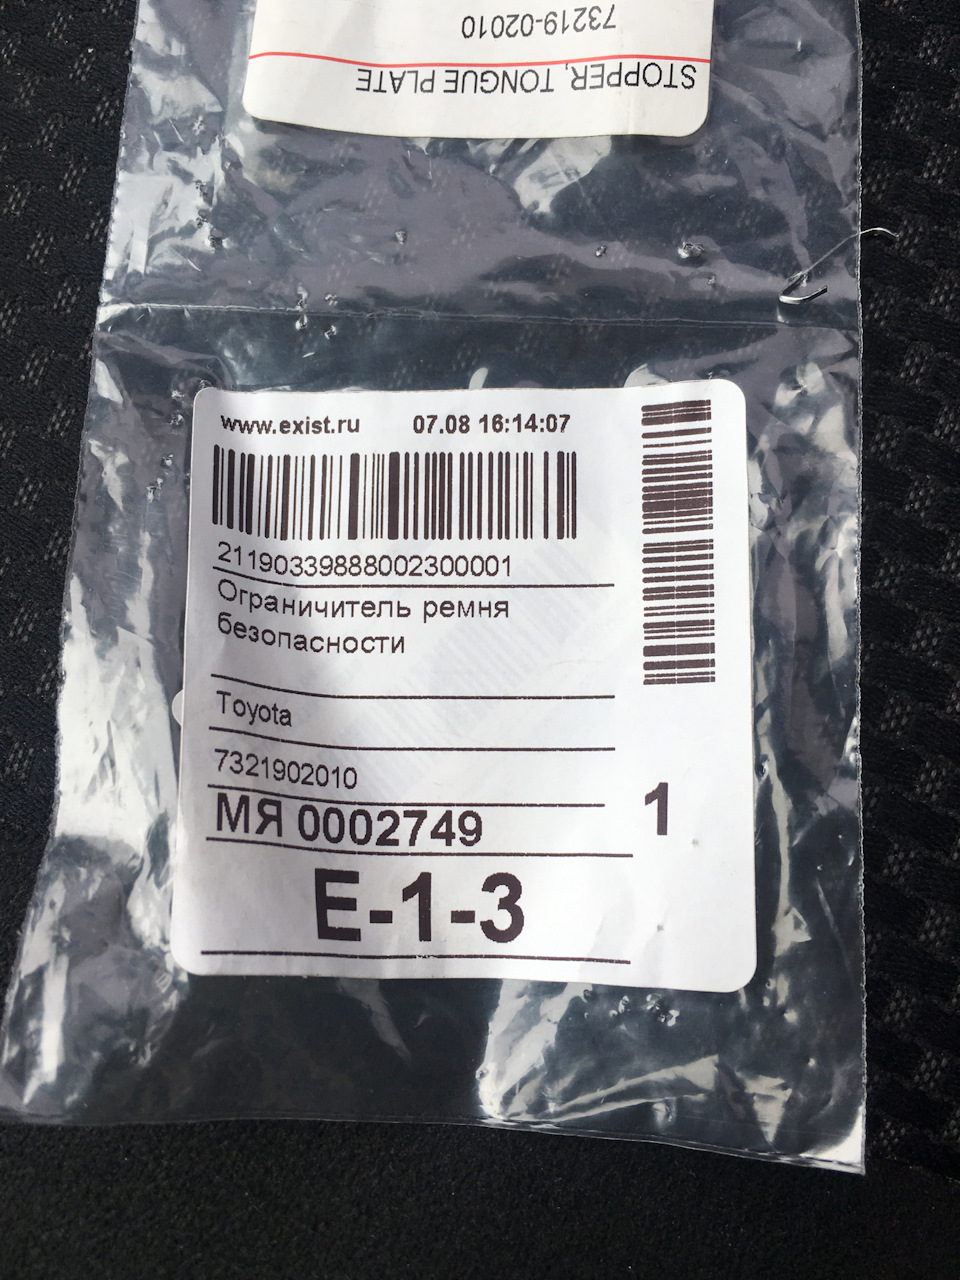 73219-02010
STOPPER, TONGUE PLATE
www.exist.ru 07.08 16:14:07
21190339888002300001
Ограничитель ремня
безопасности
Toyota
7321902010
МЯ 0002749
1
E-1-3